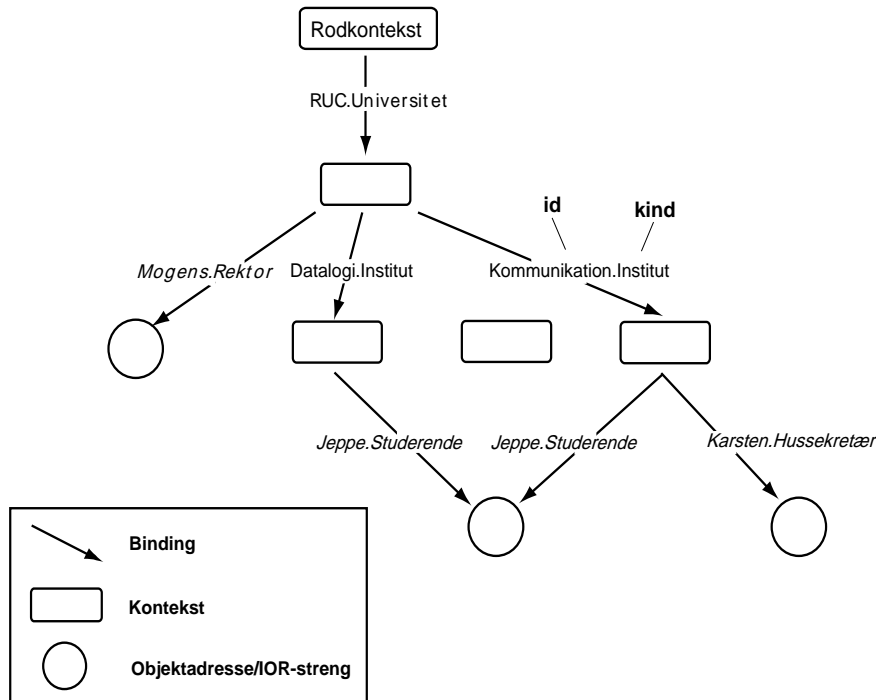 Rodkontekst
RUC.Universitet
id
kind
Mogens.Rektor
Datalogi.Institut
Kommunikation.Institut
Jeppe.Studerende
Jeppe.Studerende
Karsten.Hussekretær
Binding
Kontekst
Objektadresse/IOR-streng